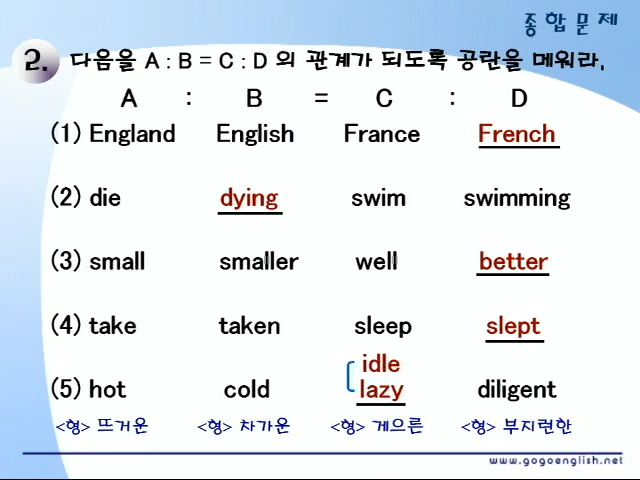 종합문제
2. 다음을 A : B = C : D 의 관계가 되도록 공란을 메워라.
A : B = C : D
(1) England English France French
(2) die dying swim swimming
(3) small smaller well better
(4) take taken sleep slept
idle
(5) hot cold lazy diligent
<형> 뜨거운 <형> 차가운 <형> 게으른 <형> 부지런한
www.gogoenglish.net